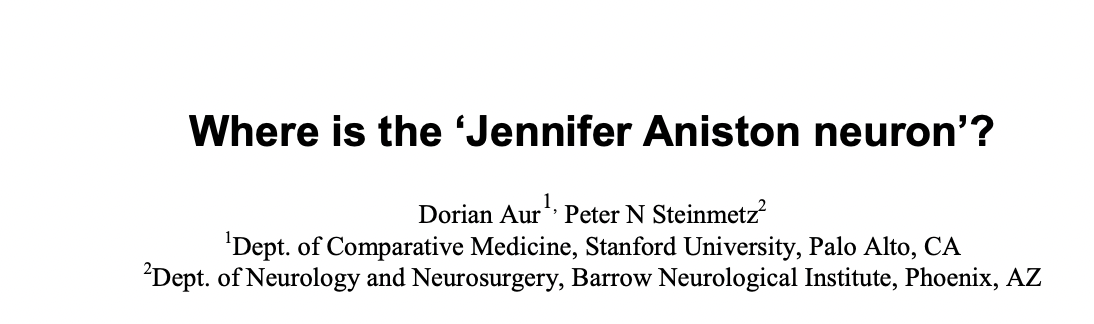 Where is the ‘Jennifer Aniston neuron’?
Dorian Aur1, Peter N Steinmetz2
1Dept. of Comparative Medicine, Stanford University, Palo Alto, CA
2Dept. of Neurology and Neurosurgery, Barrow Neurological Institute, Phoenix, AZ